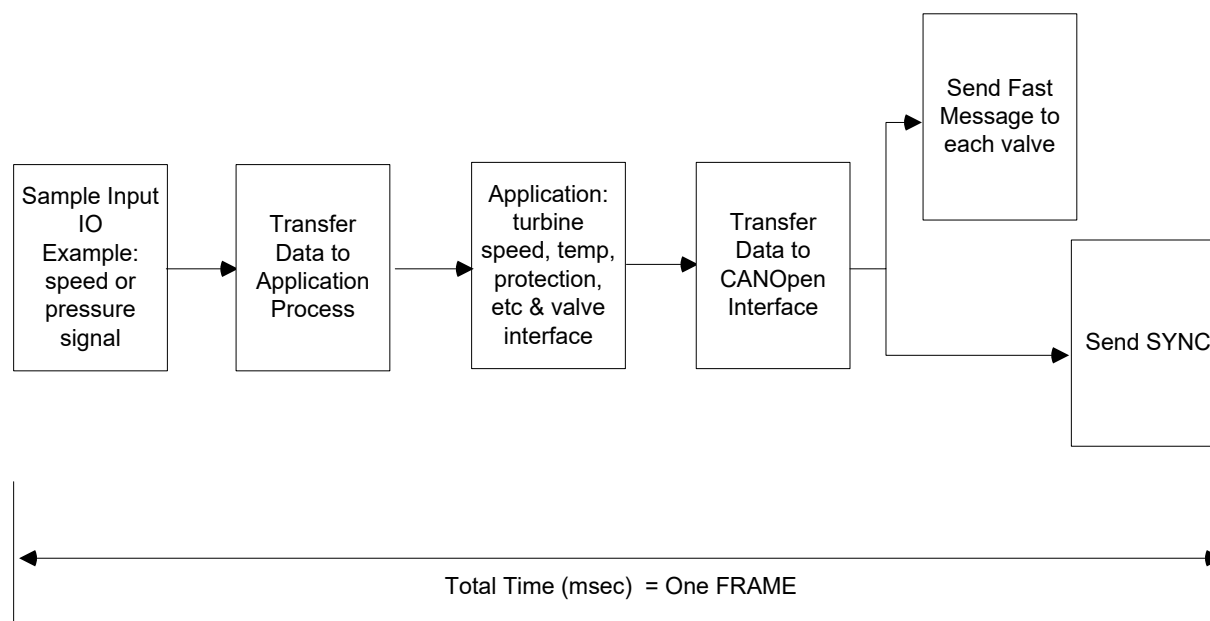 Sample Input
IO
Example:
speed or
pressure
signal
Transfer
Data to
Application
Process
Application:
turbine
speed, temp,
protection,
etc & valve
interface
Transfer
Data to
CANOpen
Interface
Send Fast
Message to
each valve
Send SYNC
Total Time (msec)  = One FRAME